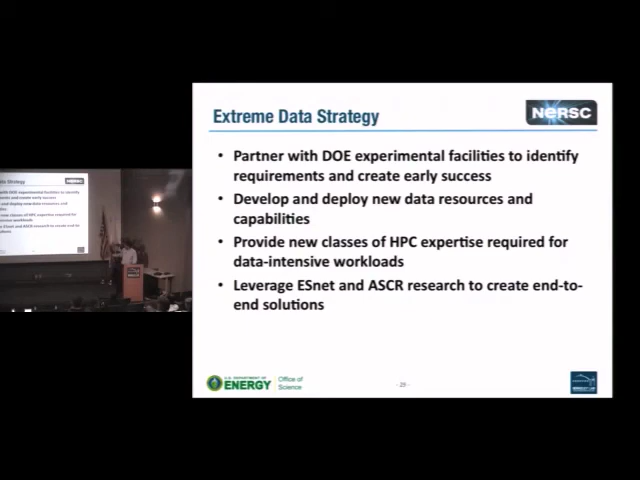 Extreme Data Strategy
NERSC
• Partner with DOE experimental facilities to identify
requirements and create early success
• Develop and deploy new data resources and
capabilities
• Provide new classes of HPC expertise required for
data-intensive workloads
• Leverage ESnet and ASCR research to create end-to-
end solutions
U.S. DEPARTMENT OF
ENERGY
Office of
Science